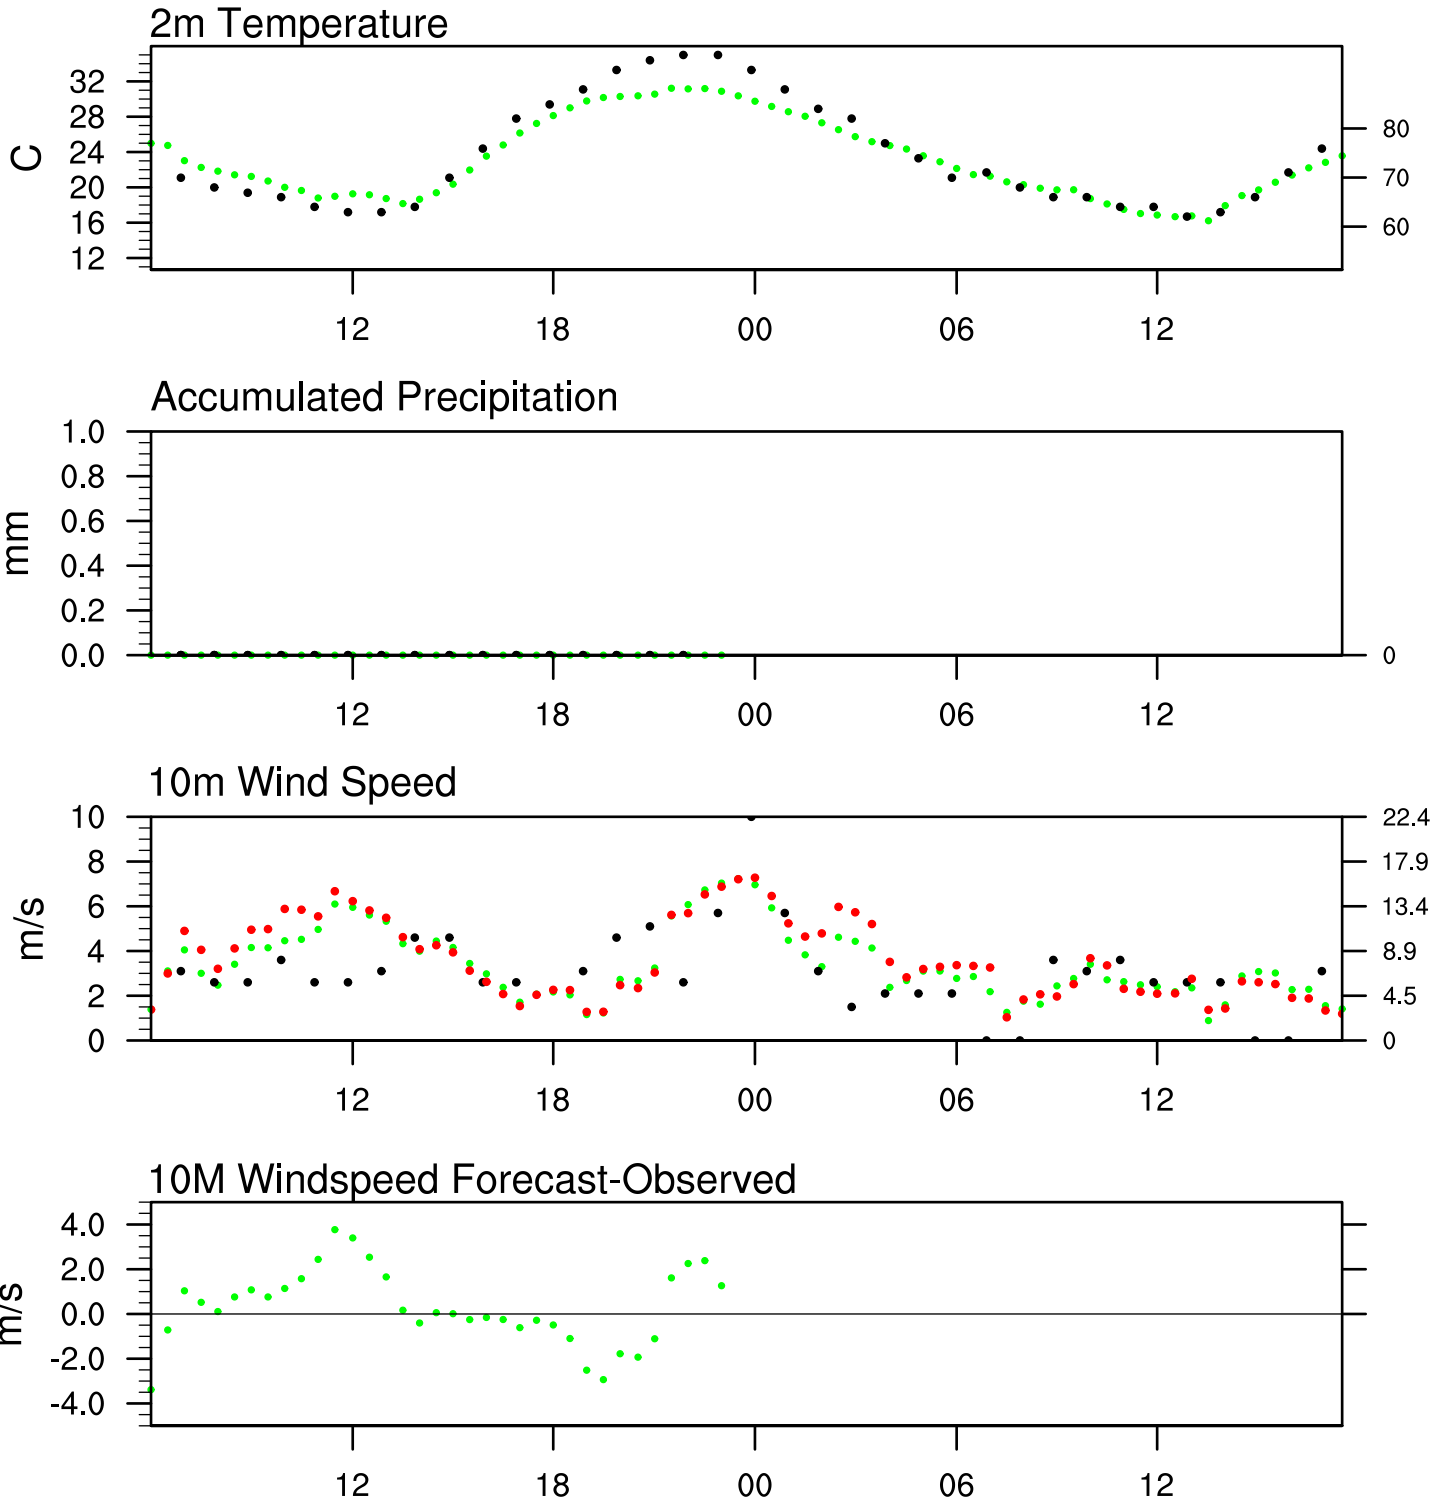 2m Temperature
C
32
28
24
20
16
12
80
70
60
12 18 00 06 12
Accumulated Precipitation
mm
1.0
0.8
0.6
0.4
0.2
0.0
0
12 18 00 06 12
10m Wind Speed
m/s
10
8
6
4
2
0
22.4
17.9
13.4
8.9
4.5
0
12 18 00 06 12
10M Windspeed Forecast-Observed
m/s
4.0
2.0
0.0
-2.0
-4.0
12 18 00 06 12